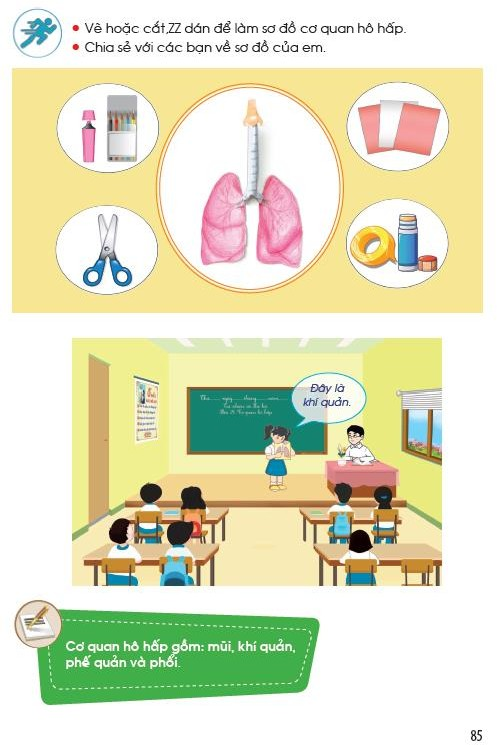 ● Vẽ hoặc cắt,ZZ dán để làm sơ đồ cơ quan hô hấp.
● Chia sẻ với các bạn về sơ đồ của em.
Đây là
khí quản.
Cơ quan hô hấp gồm: mũi, khí quản,
phế quản và phổi.
85